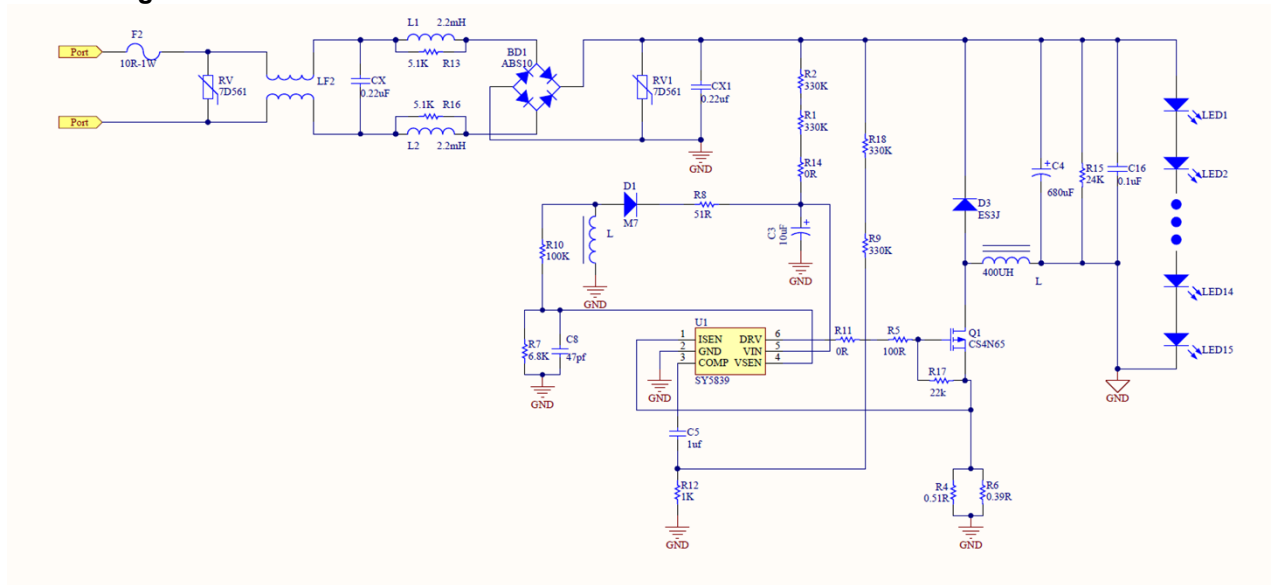 F2
Port
10R-1W
RV
7D561
Port
LF2
CX
0.22uF
L1 2.2mH
5.1K R13
5.1K R16
L2 2.2mH
BD1
ABS10
RV1
7D561
CX1
0.22uf
GND
R2
330K
R1
330K
R14
0R
R18
330K
R9
330K
D1
M7
R8
51R
C3
10uF
GND
L
GND
R10
100K
R7
6.8K
C8
47pf
GND
U1
1 ISEN DRV 6
2 GND VIN 5
3 COMP VSEN 4
SY5839
GND
C5
1uf
R12
1K
GND
R11
0R
R5
100R
Q1
CS4N65
R17
22k
R4
0.51R
R6
0.39R
GND
D3
ES3J
400UH
L
C4
680uF
R15
24K
C16
0.1uF
GND
LED1
LED2
LED14
LED15